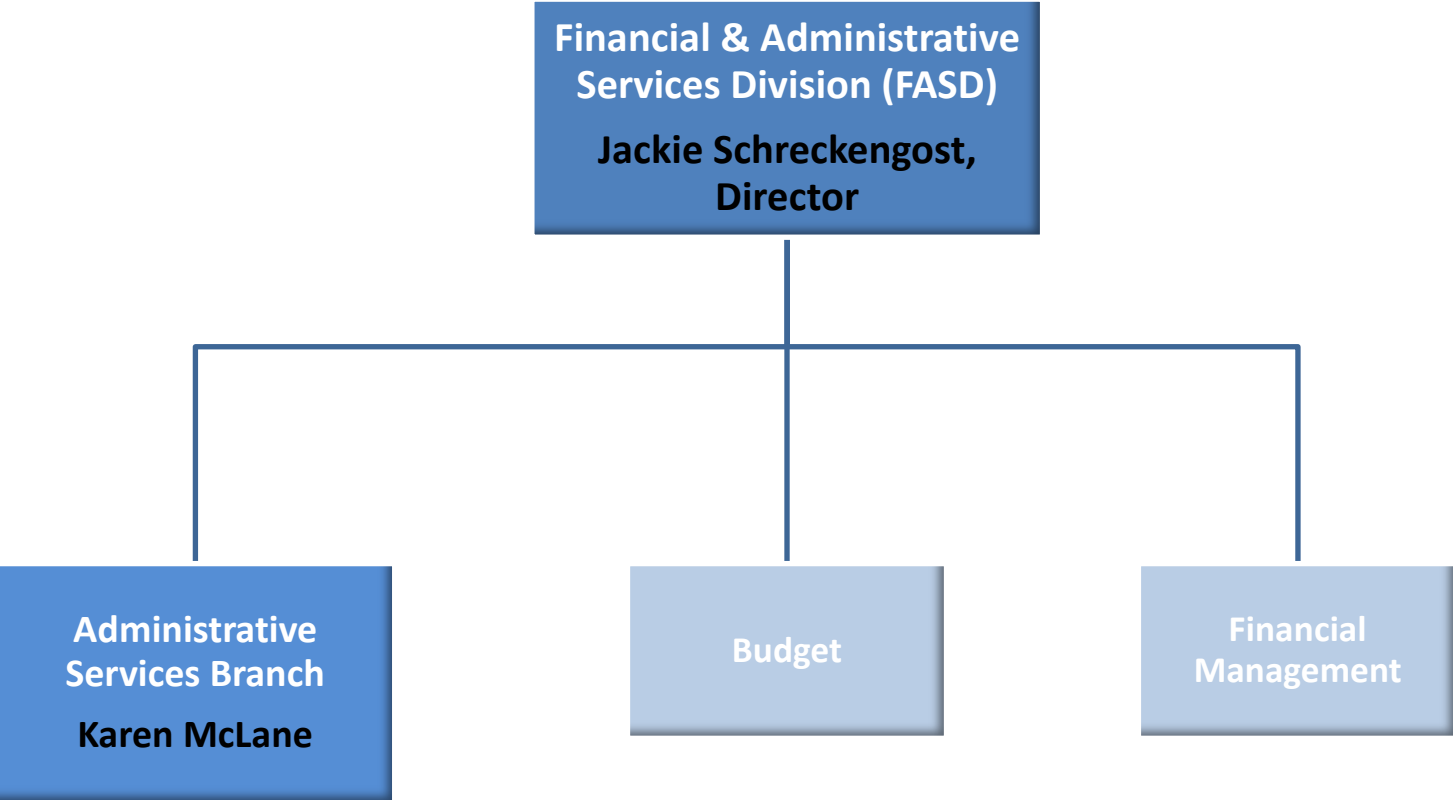 Financial & Administrative
Services Division (FASD)
Jackie Schreckengost,
Director
Administrative
Services Branch
Karen McLane
Budget
Financial
Management